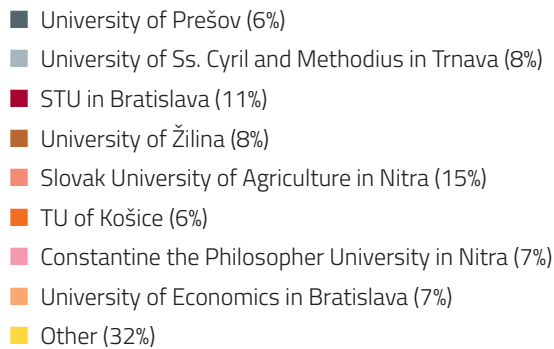 University of Prešov (6%)
University of Ss. Cyril and Methodius in Trnava (8%)
STU in Bratislava (11%)
University of Žilina (8%)
Slovak University of Agriculture in Nitra (15%)
TU of Košice (6%)
Constantine the Philosopher University in Nitra (7%)
University of Economics in Bratislava (7%)
Other (32%)